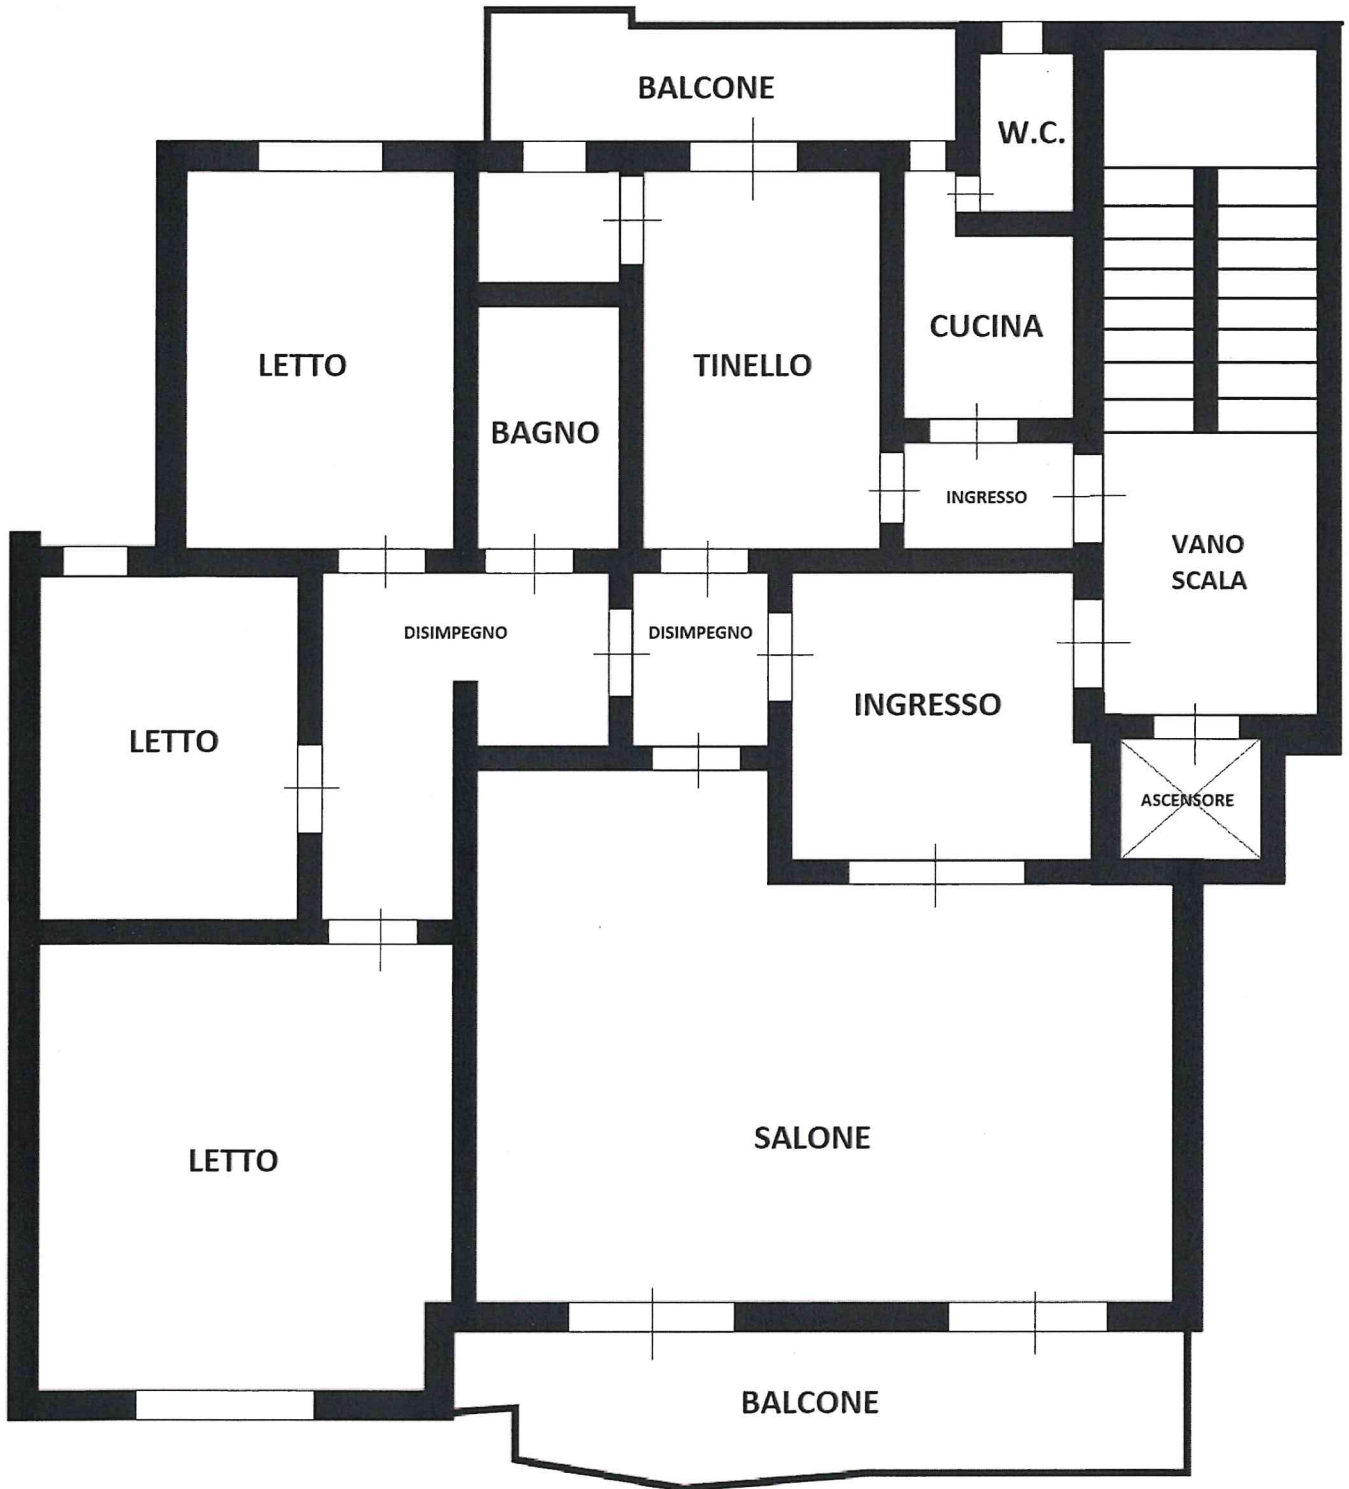 BALCONE
W.C.
CUCINA
LETTO
TINELLO
BAGNO
INGRESSO
VANO
SCALA
DISIMPEGNO
DISIMPEGNO
INGRESSO
LETTO
ASCENSORE
SALONE
LETTO
BALCONE